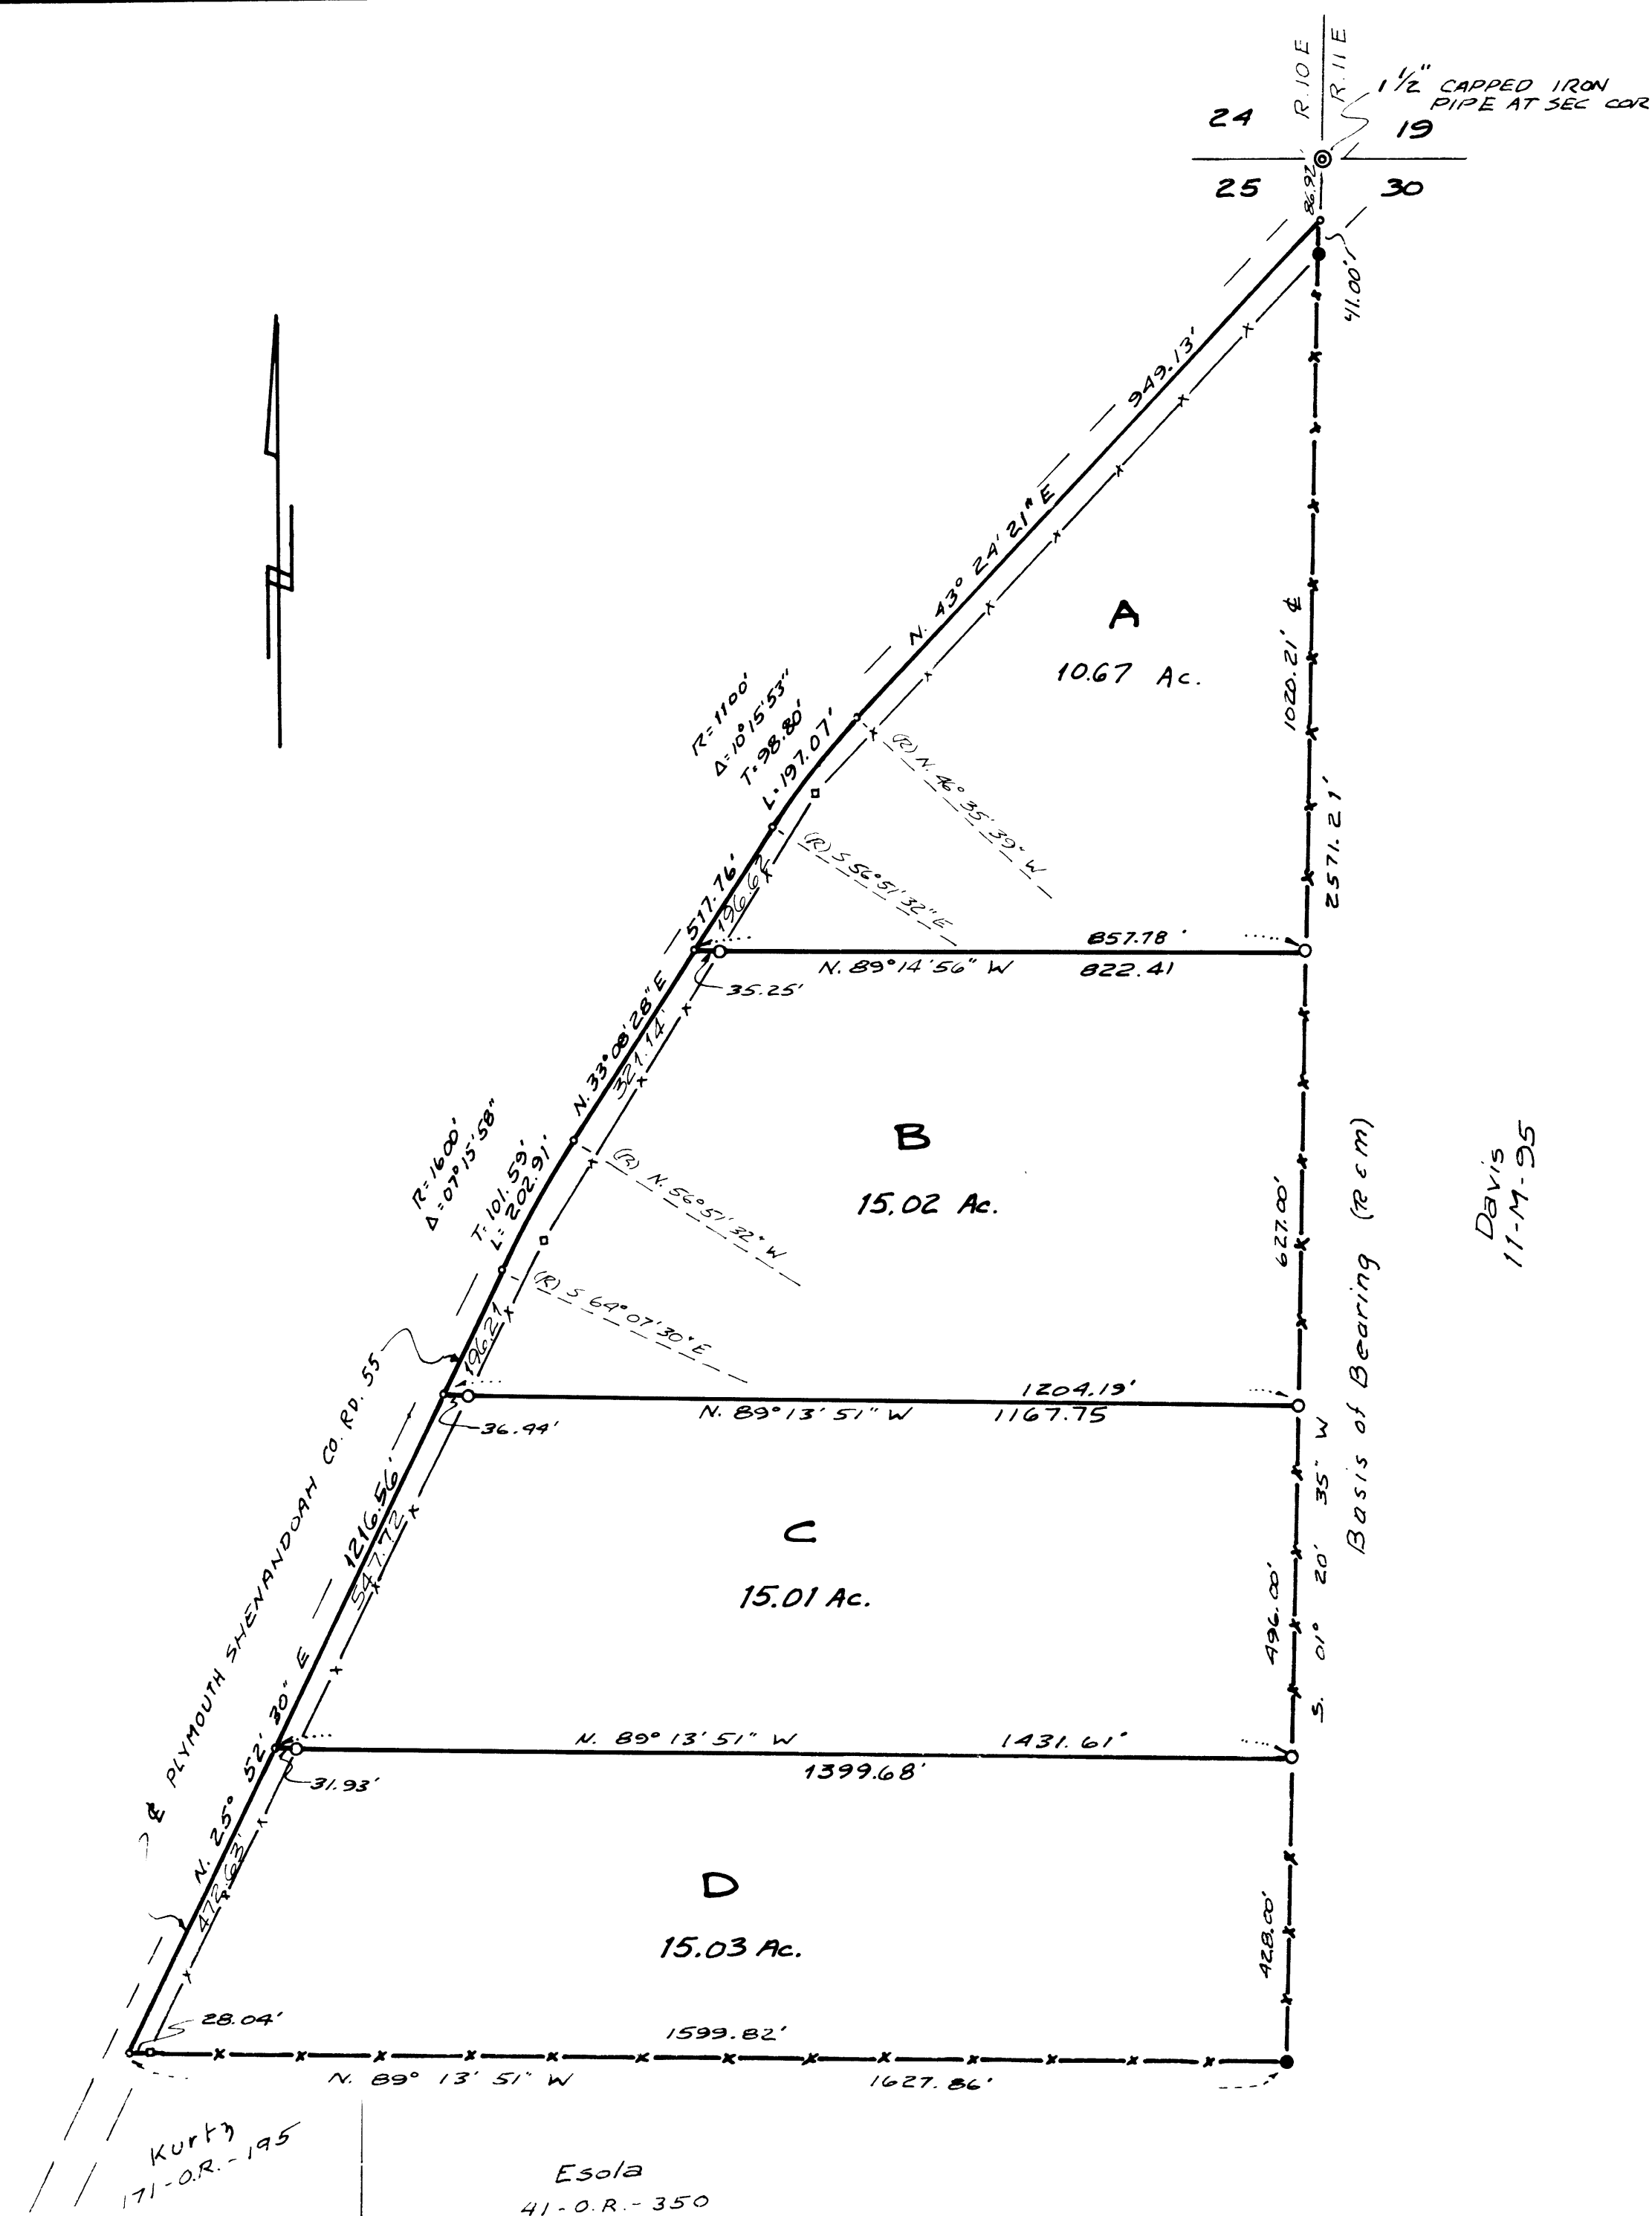 R.10E
R.11E
1 1/2" CAPPED IRON
PIPE AT SEC COR
24
19
25
30
86.92'
41.00'
949.13'
N. 43° 24' 21" E
A
10.67 Ac.
1020.21' ℄
R=1100'
Δ=10°15'53"
T=98.80'
L=197.07'
(R) N. 46° 35' 39" W
(R) S 56° 51' 32" E
2571.21'
517.76'
196.62
857.78'
N. 89°14'56" W
822.41
35.25'
N. 33°08'28" E
321.14'
R=1600'
Δ=07°15'58"
T=101.59'
L=202.91'
B
15.02 Ac.
(R) N. 56° 51' 32" W
(R) S 64° 07' 30" E
627.00'
Basis of Bearing (R & M)
Davis
11-M-95
196.21
1204.19'
N. 89°13'51" W
1167.75
36.44'
℄ PLYMOUTH SHENANDOAH CO. RD. 55
1216.56'
547.72
C
15.01 Ac.
496.00'
S. 01° 20' 35" W
N. 89° 13' 51" W
1431.61'
1399.68'
31.93'
N. 25° 52' 30" E
472.63'
D
15.03 Ac.
428.00'
28.04'
1599.82'
N. 89° 13' 51" W
1627.86'
Kurtz
171-O.R.-195
Esola
41-O.R.-350